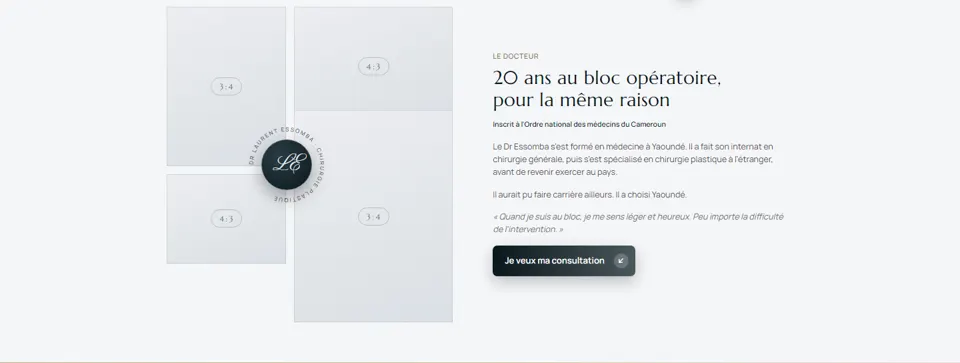 3:4
4:3
DR LAURENT ESSOMBA · CHIRURGIE PLASTIQUE
LE
4:3
3:4
LE DOCTEUR
20 ans au bloc opératoire,
pour la même raison
Inscrit à l'Ordre national des médecins du Cameroun
Le Dr Essomba s'est formé en médecine à Yaoundé. Il a fait son internat en
chirurgie générale, puis s'est spécialisé en chirurgie plastique à l'étranger,
avant de revenir exercer au pays.
Il aurait pu faire carrière ailleurs. Il a choisi Yaoundé.
« Quand je suis au bloc, je me sens léger et heureux. Peu importe la difficulté
de l'intervention. »
Je veux ma consultation